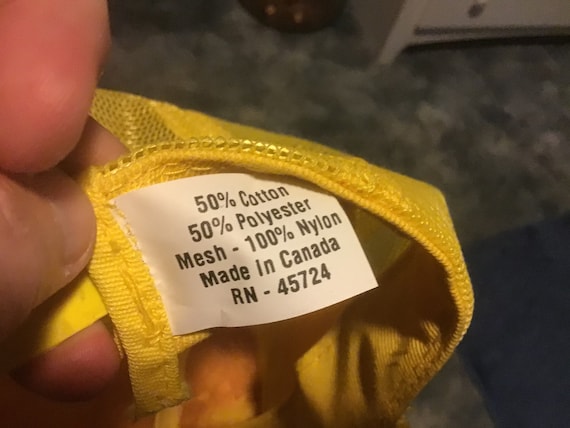 50% Cotton
50% Polyester
Mesh - 100% Nylon
Made In Canada
RN - 45724